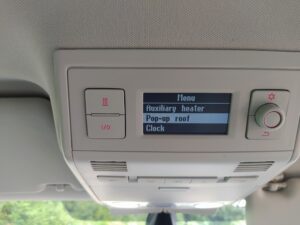 Menu
Auxiliary heater
Pop-up roof
Clock
I/O